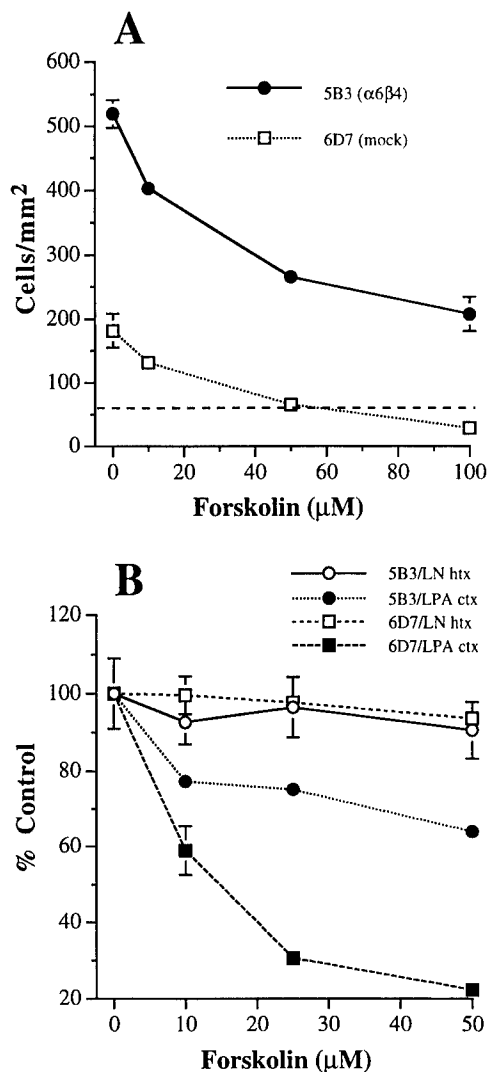 A
600
500
400
300
200
100
0
Cells/mm²
5B3 (α6β4)
6D7 (mock)
0 20 40 60 80 100
Forskolin (μM)
B
5B3/LN htx
5B3/LPA ctx
6D7/LN htx
6D7/LPA ctx
120
100
80
60
40
20
% Control
0 10 20 30 40 50
Forskolin (μM)